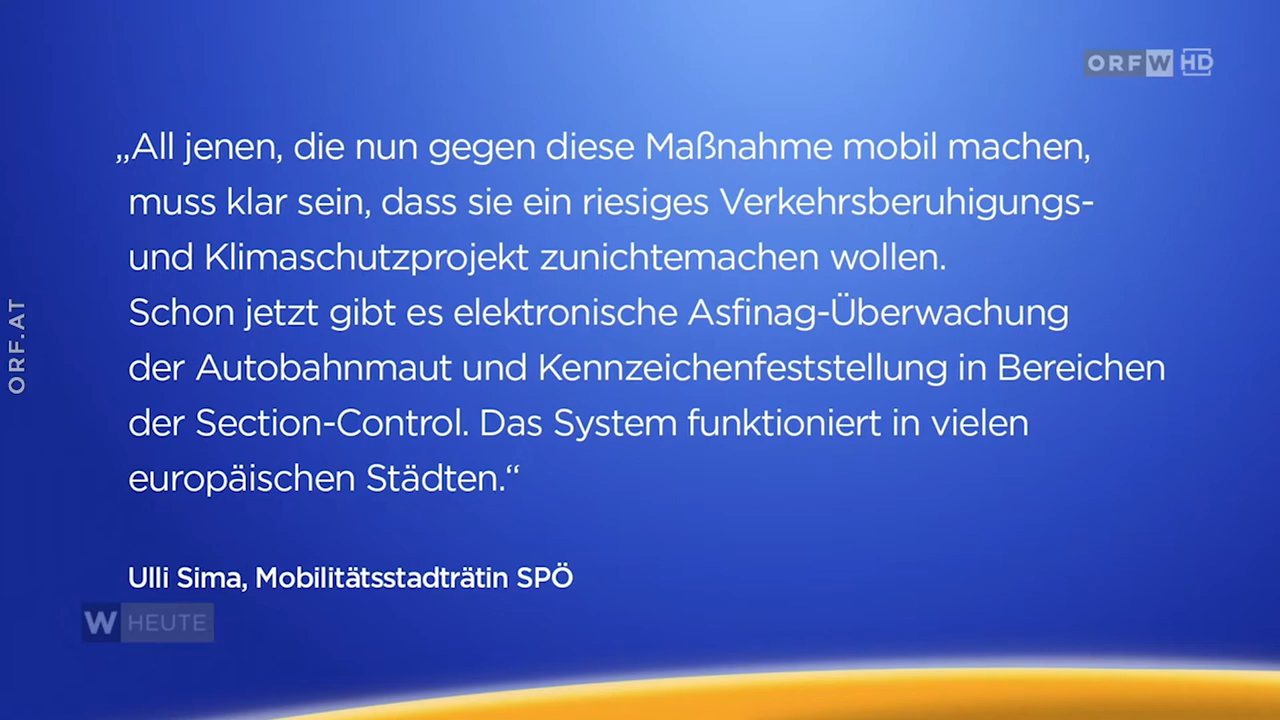 ORF W HD
„All jenen, die nun gegen diese Maßnahme mobil machen,
muss klar sein, dass sie ein riesiges Verkehrsberuhigungs-
und Klimaschutzprojekt zunichtemachen wollen.
Schon jetzt gibt es elektronische Asfinag-Überwachung
der Autobahnmaut und Kennzeichenfeststellung in Bereichen
der Section-Control. Das System funktioniert in vielen
europäischen Städten.“
Ulli Sima, Mobilitätsstadträtin SPÖ
W HEUTE
ORF.AT